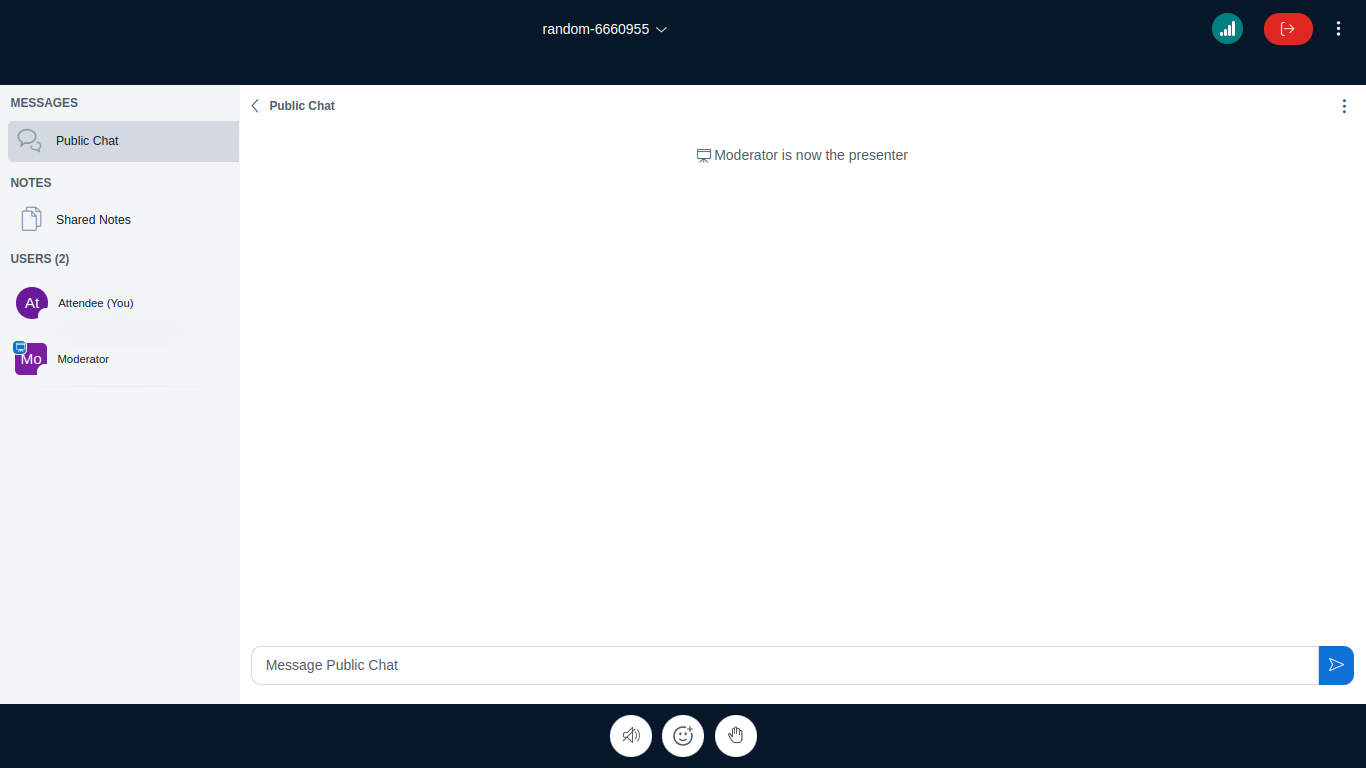 random-6660955
MESSAGES
Public Chat
NOTES
Shared Notes
USERS (2)
At
Attendee (You)
Mo
Moderator
Public Chat
Moderator is now the presenter
Message Public Chat